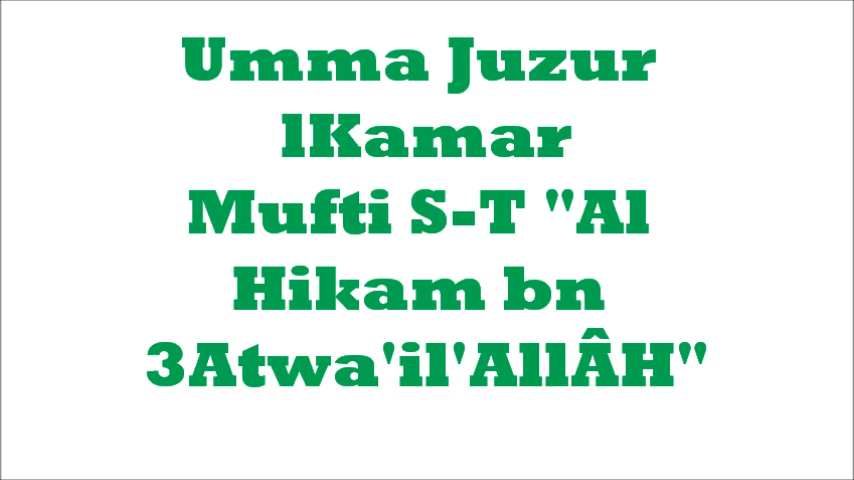 Umma Juzur
lKamar
Mufti S-T "Al
Hikam bn
3Atwa'il'AllÂH"